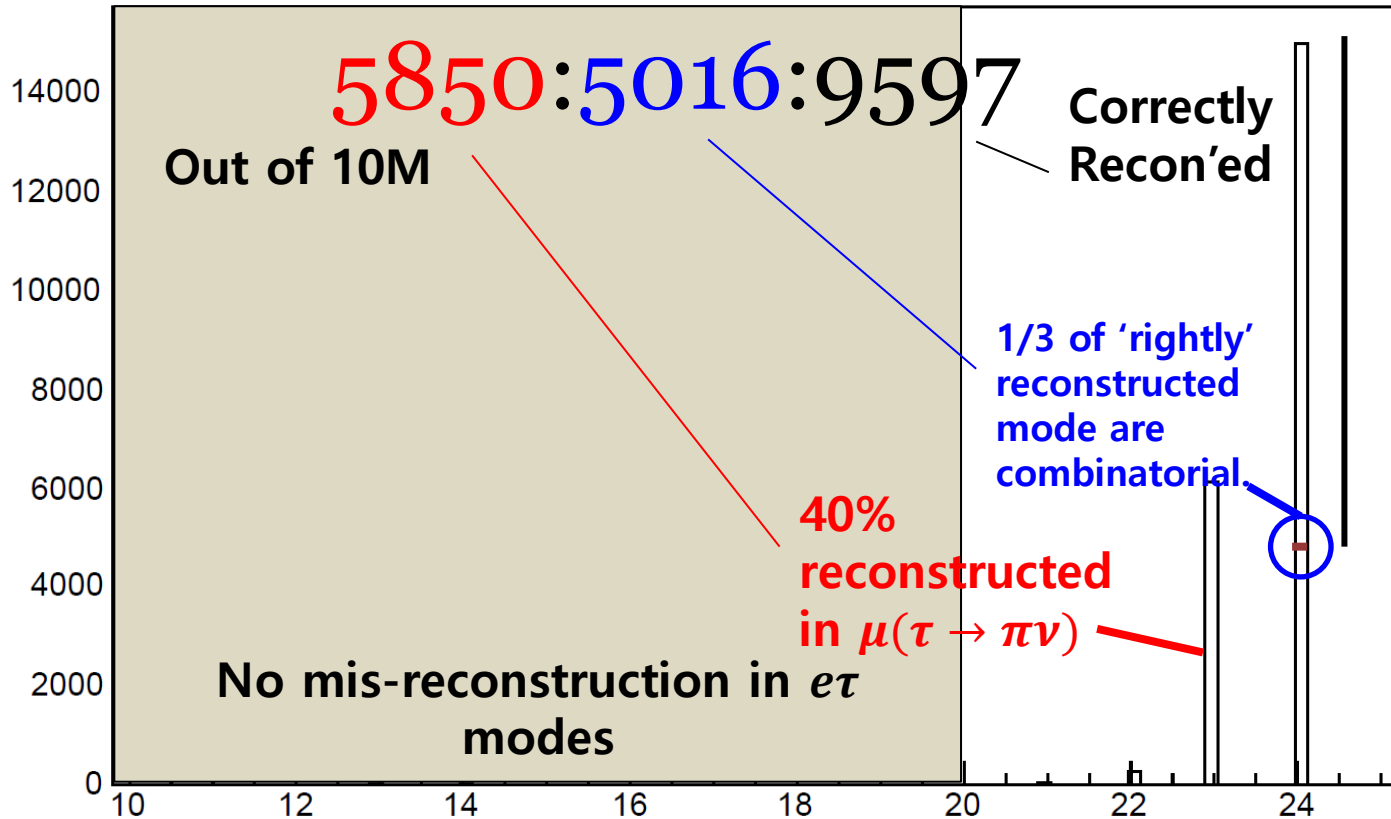 5850:5016:9597
Correctly
Recon’ed
Out of 10M
1/3 of ‘rightly’
reconstructed
mode are
combinatorial.
40%
reconstructed
in μ(τ → πν)
No mis-reconstruction in eτ
modes
14000
12000
10000
8000
6000
4000
2000
0
10 12 14 16 18 20 22 24